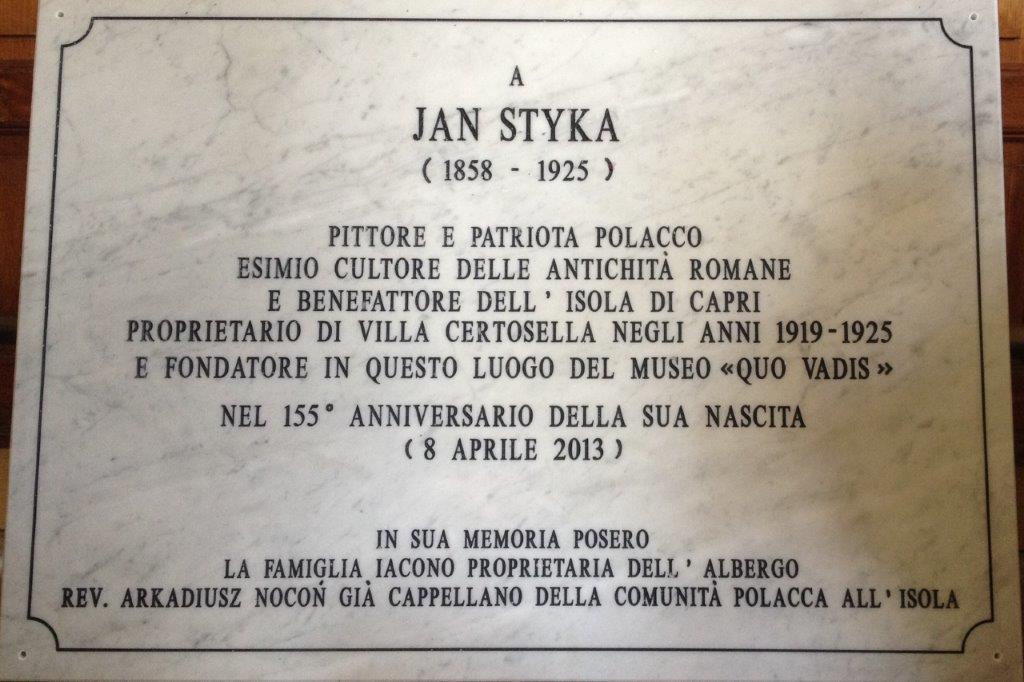 A
JAN STYKA
( 1858 - 1925 )
PITTORE E PATRIOTA POLACCO
ESIMIO CULTORE DELLE ANTICHITÀ ROMANE
E BENEFATTORE DELL' ISOLA DI CAPRI
PROPRIETARIO DI VILLA CERTOSELLA NEGLI ANNI 1919-1925
E FONDATORE IN QUESTO LUOGO DEL MUSEO «QUO VADIS»
NEL 155° ANNIVERSARIO DELLA SUA NASCITA
( 8 APRILE 2013 )
IN SUA MEMORIA POSERO
LA FAMIGLIA IACONO PROPRIETARIA DELL' ALBERGO
REV. ARKADIUSZ NOCOŃ GIÀ CAPPELLANO DELLA COMUNITÀ POLACCA ALL'ISOLA